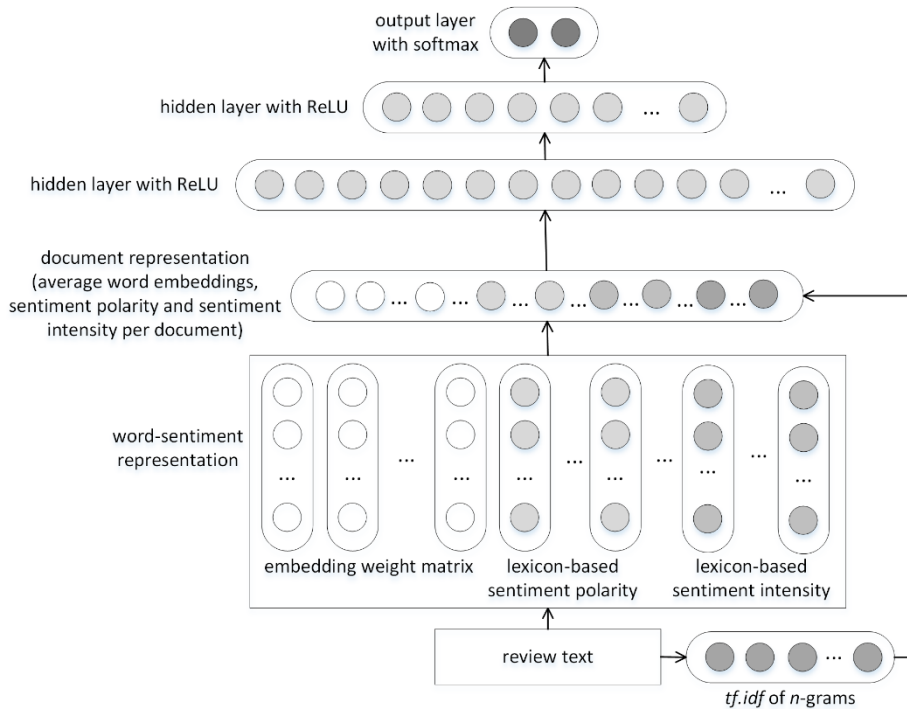 output layer
with softmax
hidden layer with ReLU
...
hidden layer with ReLU
...
document representation
(average word embeddings,
sentiment polarity and sentiment
intensity per document)
... ... ... ... ... ...
word-sentiment
representation
... ... ... ... ...
... ... ... ... ... ... ...
embedding weight matrix
lexicon-based
sentiment polarity
lexicon-based
sentiment intensity
review text
...
tf.idf of n-grams